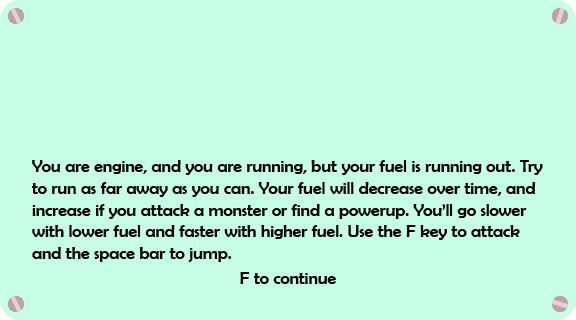 You are engine, and you are running, but your fuel is running out. Try
to run as far away as you can. Your fuel will decrease over time, and
increase if you attack a monster or find a powerup. You'll go slower
with lower fuel and faster with higher fuel. Use the F key to attack
and the space bar to jump.
F to continue